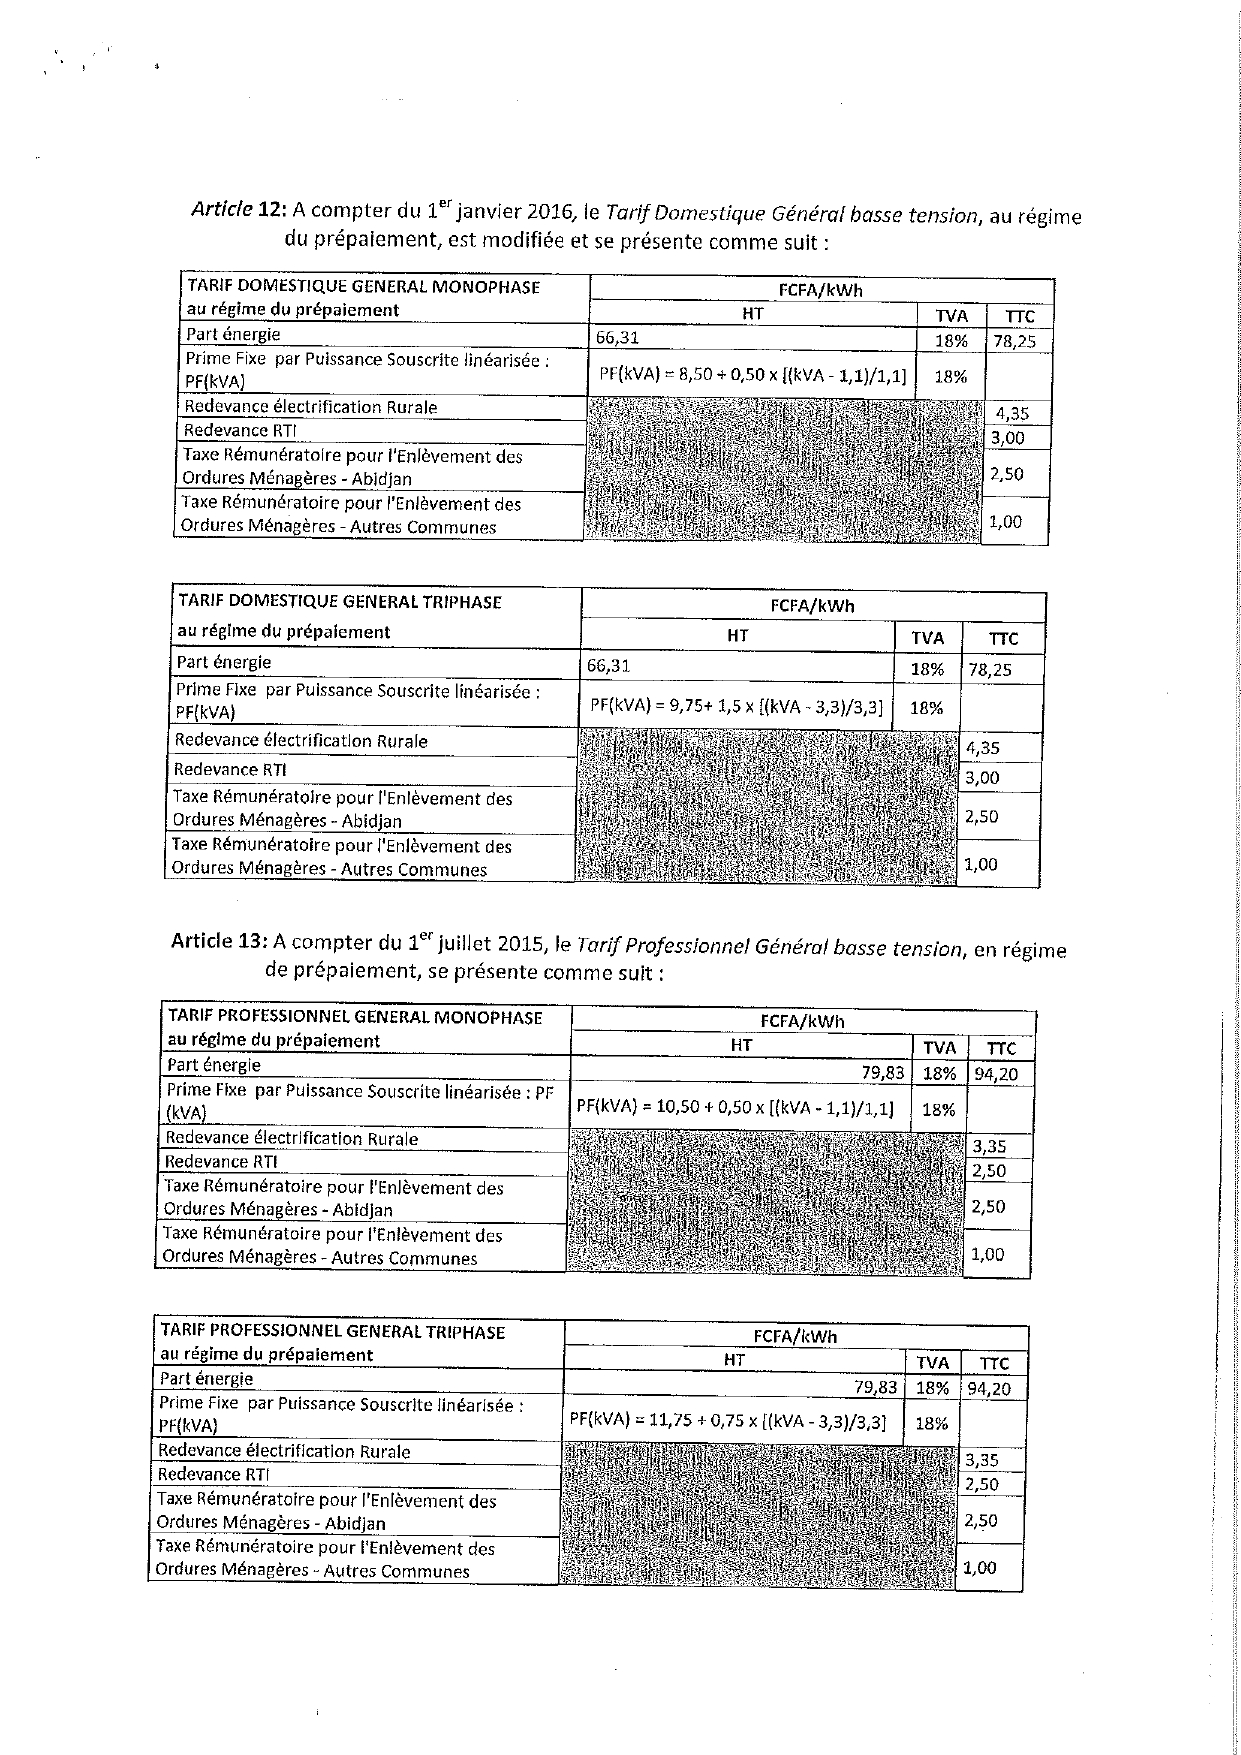 Article 12: A compter du 1er janvier 2016, le Tarif Domestique Général basse tension, au régime
du prépaiement, est modifiée et se présente comme suit :
TARIF DOMESTIQUE GENERAL MONOPHASE FCFA/kWh
au régime du prépaiement HT TVA TTC
Part énergie 66,31 18% 78,25
Prime Fixe par Puissance Souscrite linéarisée :
PF(kVA) PF(kVA) = 8,50 + 0,50 x [(kVA - 1,1)/1,1] 18%
Redevance électrification Rurale 4,35
Redevance RTI 3,00
Taxe Rémunératoire pour l'Enlèvement des
Ordures Ménagères - Abidjan 2,50
Taxe Rémunératoire pour l'Enlèvement des
Ordures Ménagères - Autres Communes 1,00
TARIF DOMESTIQUE GENERAL TRIPHASE FCFA/kWh
au régime du prépaiement HT TVA TTC
Part énergie 66,31 18% 78,25
Prime Fixe par Puissance Souscrite linéarisée :
PF(kVA) PF(kVA) = 9,75+ 1,5 x [(kVA - 3,3)/3,3] 18%
Redevance électrification Rurale 4,35
Redevance RTI 3,00
Taxe Rémunératoire pour l'Enlèvement des
Ordures Ménagères - Abidjan 2,50
Taxe Rémunératoire pour l'Enlèvement des
Ordures Ménagères - Autres Communes 1,00
Article 13: A compter du 1er juillet 2015, le Tarif Professionnel Général basse tension, en régime
de prépaiement, se présente comme suit :
TARIF PROFESSIONNEL GENERAL MONOPHASE FCFA/kWh
au régime du prépaiement HT TVA TTC
Part énergie 79,83 18% 94,20
Prime Fixe par Puissance Souscrite linéarisée : PF
(kVA) PF(kVA) = 10,50 + 0,50 x [(kVA - 1,1)/1,1] 18%
Redevance électrification Rurale 3,35
Redevance RTI 2,50
Taxe Rémunératoire pour l'Enlèvement des
Ordures Ménagères - Abidjan 2,50
Taxe Rémunératoire pour l'Enlèvement des
Ordures Ménagères - Autres Communes 1,00
TARIF PROFESSIONNEL GENERAL TRIPHASE FCFA/kWh
au régime du prépaiement HT TVA TTC
Part énergie 79,83 18% 94,20
Prime Fixe par Puissance Souscrite linéarisée :
PF(kVA) PF(kVA) = 11,75 + 0,75 x [(kVA - 3,3)/3,3] 18%
Redevance électrification Rurale 3,35
Redevance RTI 2,50
Taxe Rémunératoire pour l'Enlèvement des
Ordures Ménagères - Abidjan 2,50
Taxe Rémunératoire pour l'Enlèvement des
Ordures Ménagères - Autres Communes 1,00